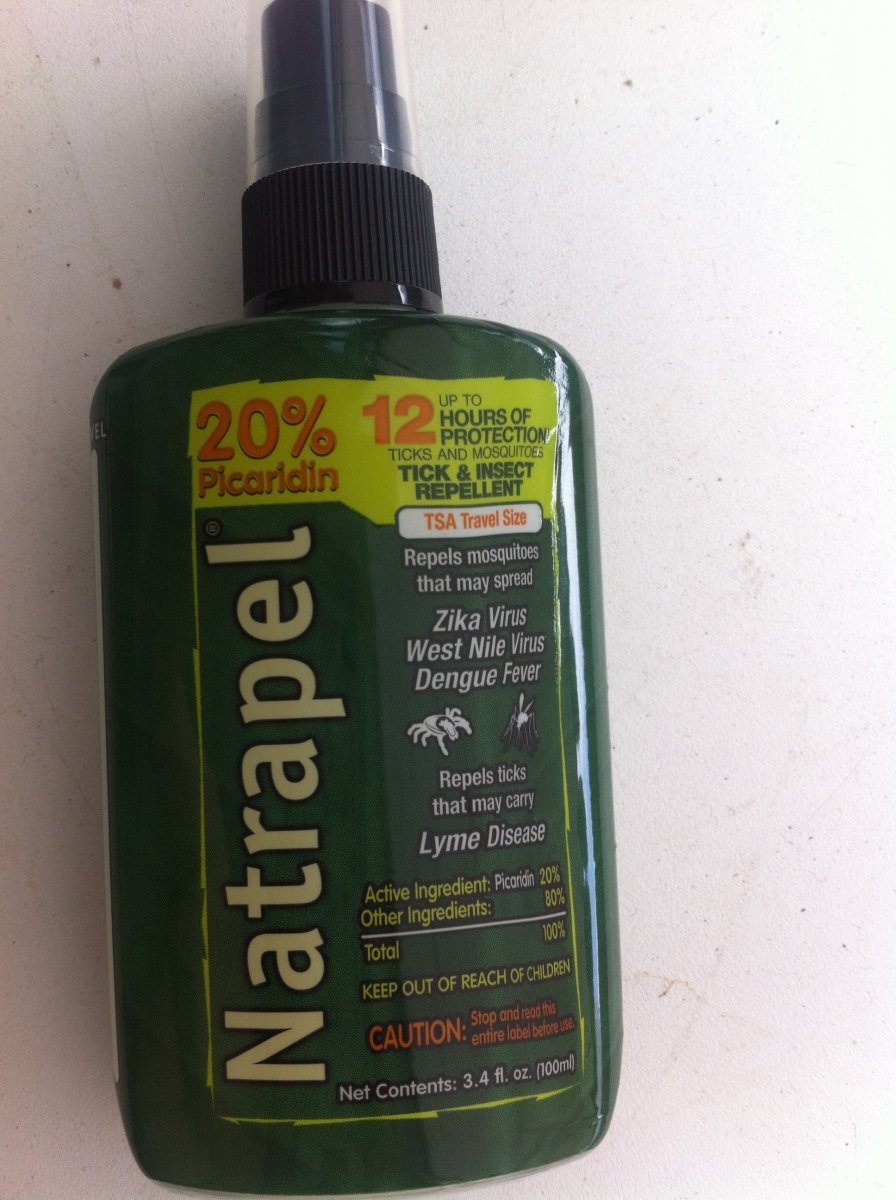 20%
Picaridin
12 UP TO
HOURS OF
PROTECTION
TICKS AND MOSQUITOES
TICK & INSECT
REPELLENT
TSA Travel Size
Natrapel®
Repels mosquitoes
that may spread
Zika Virus
West Nile Virus
Dengue Fever
Repels ticks
that may carry
Lyme Disease
Active Ingredient: Picaridin 20%
Other Ingredients: 80%
Total 100%
KEEP OUT OF REACH OF CHILDREN
CAUTION: Stop and read this
entire label before use.
Net Contents: 3.4 fl. oz. (100ml)